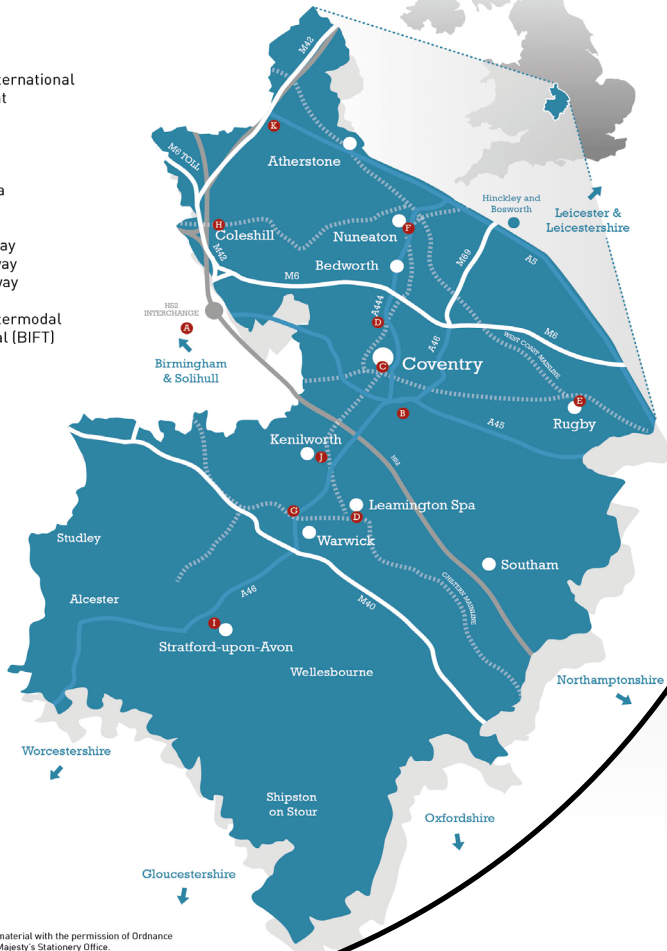 ternational
nt
a
ay
way
way
termodal
al (BIFT)
M42
K
Atherstone
M6 TOLL
Hinckley and
Bosworth
Leicester &
Leicestershire
H
Coleshill
Nuneaton
F
M42
Bedworth
M69
A5
M6
HS2
INTERCHANGE
A444
D
A
A46
M6
WEST COAST MAINLINE
Birmingham
& Solihull
C
Coventry
E
B
Rugby
A45
Kenilworth
J
HS2
G
Leamington Spa
D
Warwick
Studley
Southam
Alcester
A46
M40
CHILTERN MAINLINE
I
Stratford-upon-Avon
Wellesbourne
Northamptonshire
Worcestershire
Shipston
on Stour
Oxfordshire
Gloucestershire
material with the permission of Ordnance
Majesty's Stationery Office.